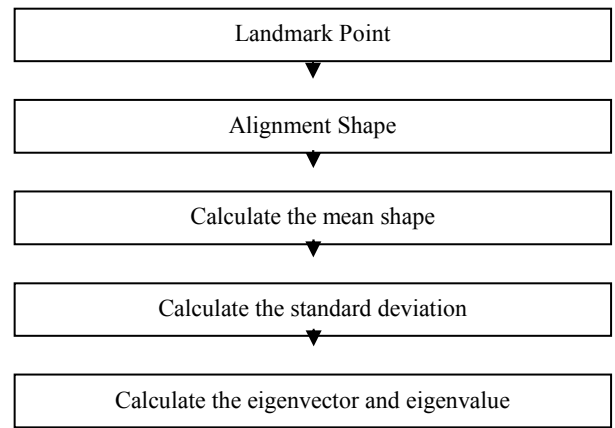 Landmark Point
Alignment Shape
Calculate the mean shape
Calculate the standard deviation
Calculate the eigenvector and eigenvalue